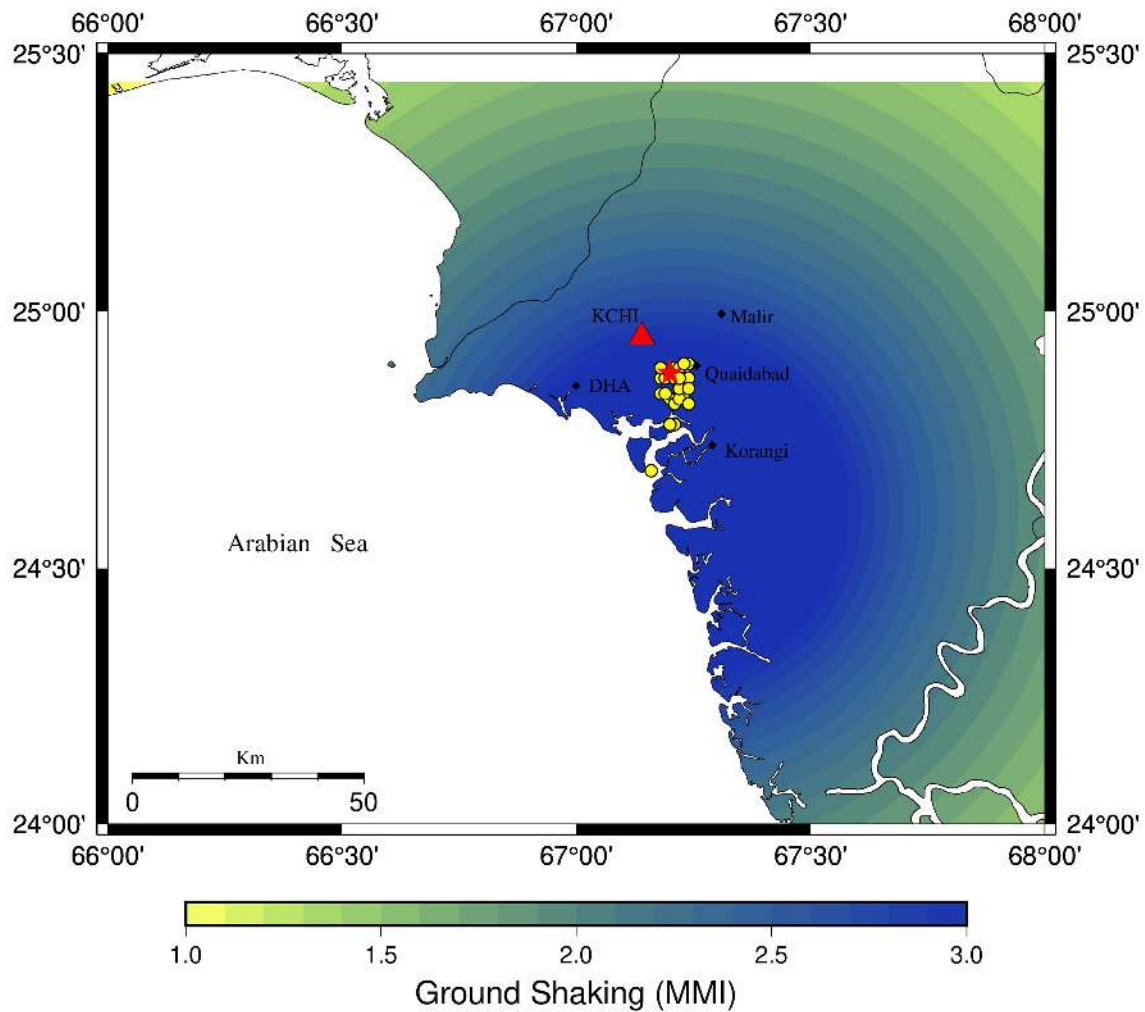 66°00' 66°30' 67°00' 67°30' 68°00'
25°30' 25°30'
25°00' 25°00'
KCHI
Malir
Quaidabad
DHA
Korangi
Arabian Sea
24°30' 24°30'
Km
0 50
24°00' 24°00'
66°00' 66°30' 67°00' 67°30' 68°00'
1.0 1.5 2.0 2.5 3.0
Ground Shaking (MMI)